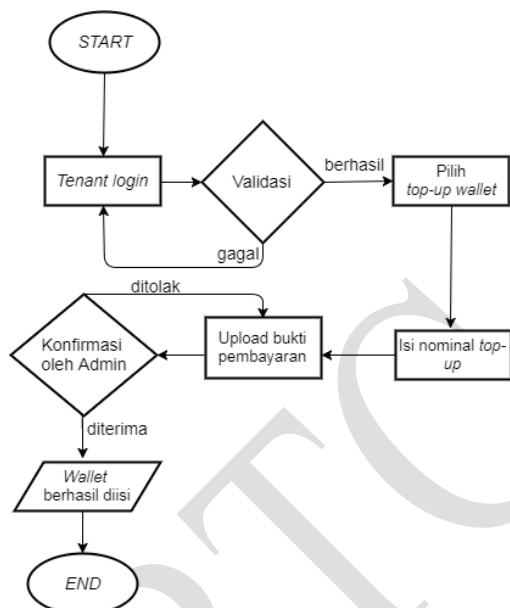 START
Tenant login
Validasi
berhasil
Pilih
top-up wallet
gagal
ditolak
Konfirmasi
oleh Admin
Upload bukti
pembayaran
Isi nominal top-
up
diterima
Wallet
berhasil diisi
END